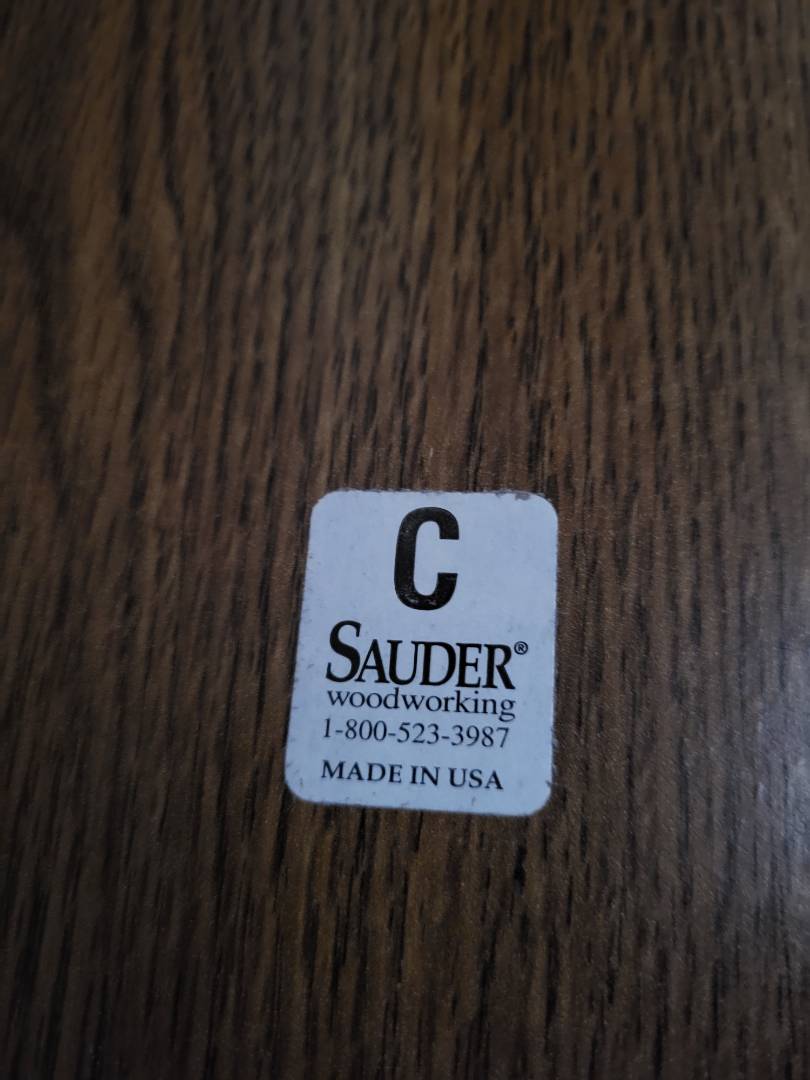 C
SAUDER®
woodworking
1-800-523-3987
MADE IN USA